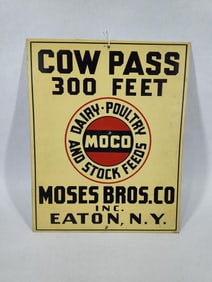 COW PASS
300 FEET
DAIRY · POULTRY
AND STOCK FEEDS
MOCO
MOSES BROS. CO
INC.
EATON, N.Y.